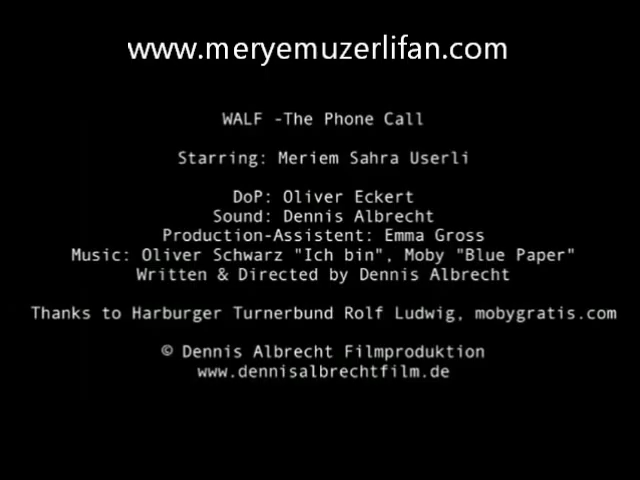 www.meryemuzerlifan.com
WALF -The Phone Call
Starring: Meriem Sahra Userli
DoP: Oliver Eckert
Sound: Dennis Albrecht
Production-Assistent: Emma Gross
Music: Oliver Schwarz "Ich bin", Moby "Blue Paper"
Written & Directed by Dennis Albrecht
Thanks to Harburger Turnerbund Rolf Ludwig, mobygratis.com
© Dennis Albrecht Filmproduktion
www.dennisalbrechtfilm.de